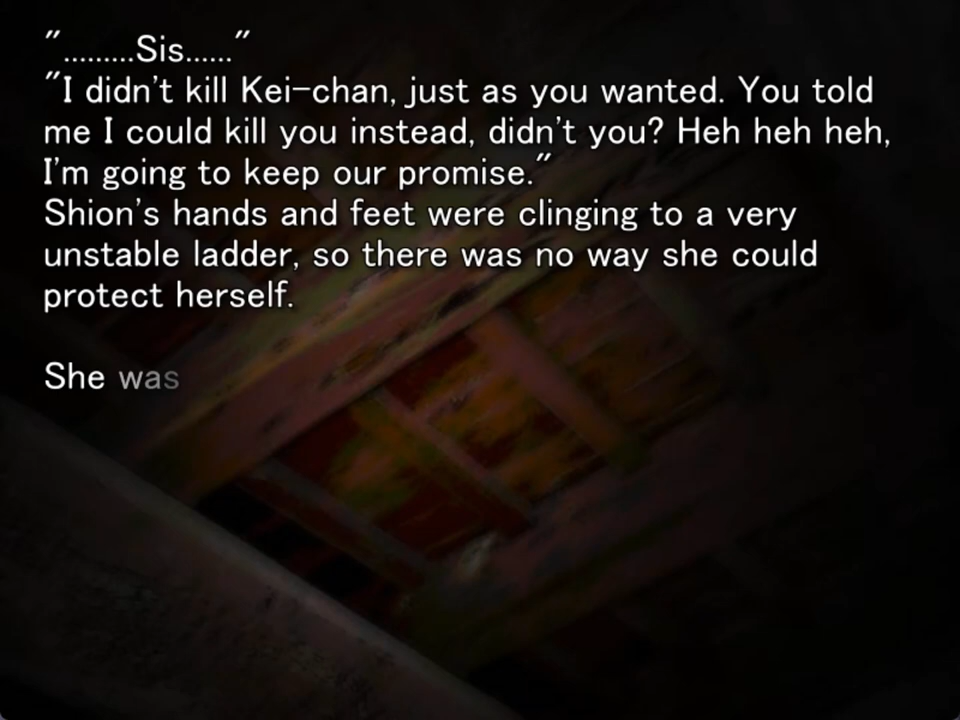 ".........Sis......"
"I didn't kill Kei-chan, just as you wanted. You told
me I could kill you instead, didn't you? Heh heh heh,
I'm going to keep our promise."
Shion's hands and feet were clinging to a very
unstable ladder, so there was no way she could
protect herself.
She was